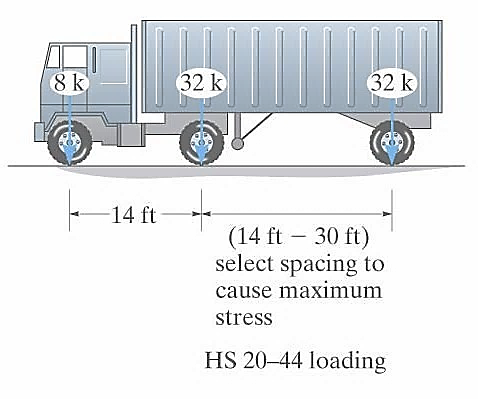 8 k
32 k
32 k
14 ft
(14 ft – 30 ft)
select spacing to
cause maximum
stress
HS 20–44 loading